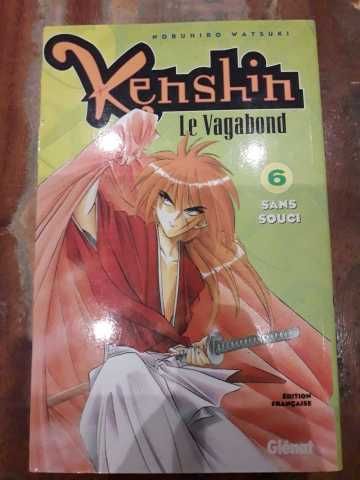 NOBUHIRO WATSUKI
Kenshin
Le Vagabond
6
SANS
SOUCI
ÉDITION
FRANÇAISE
Glénat